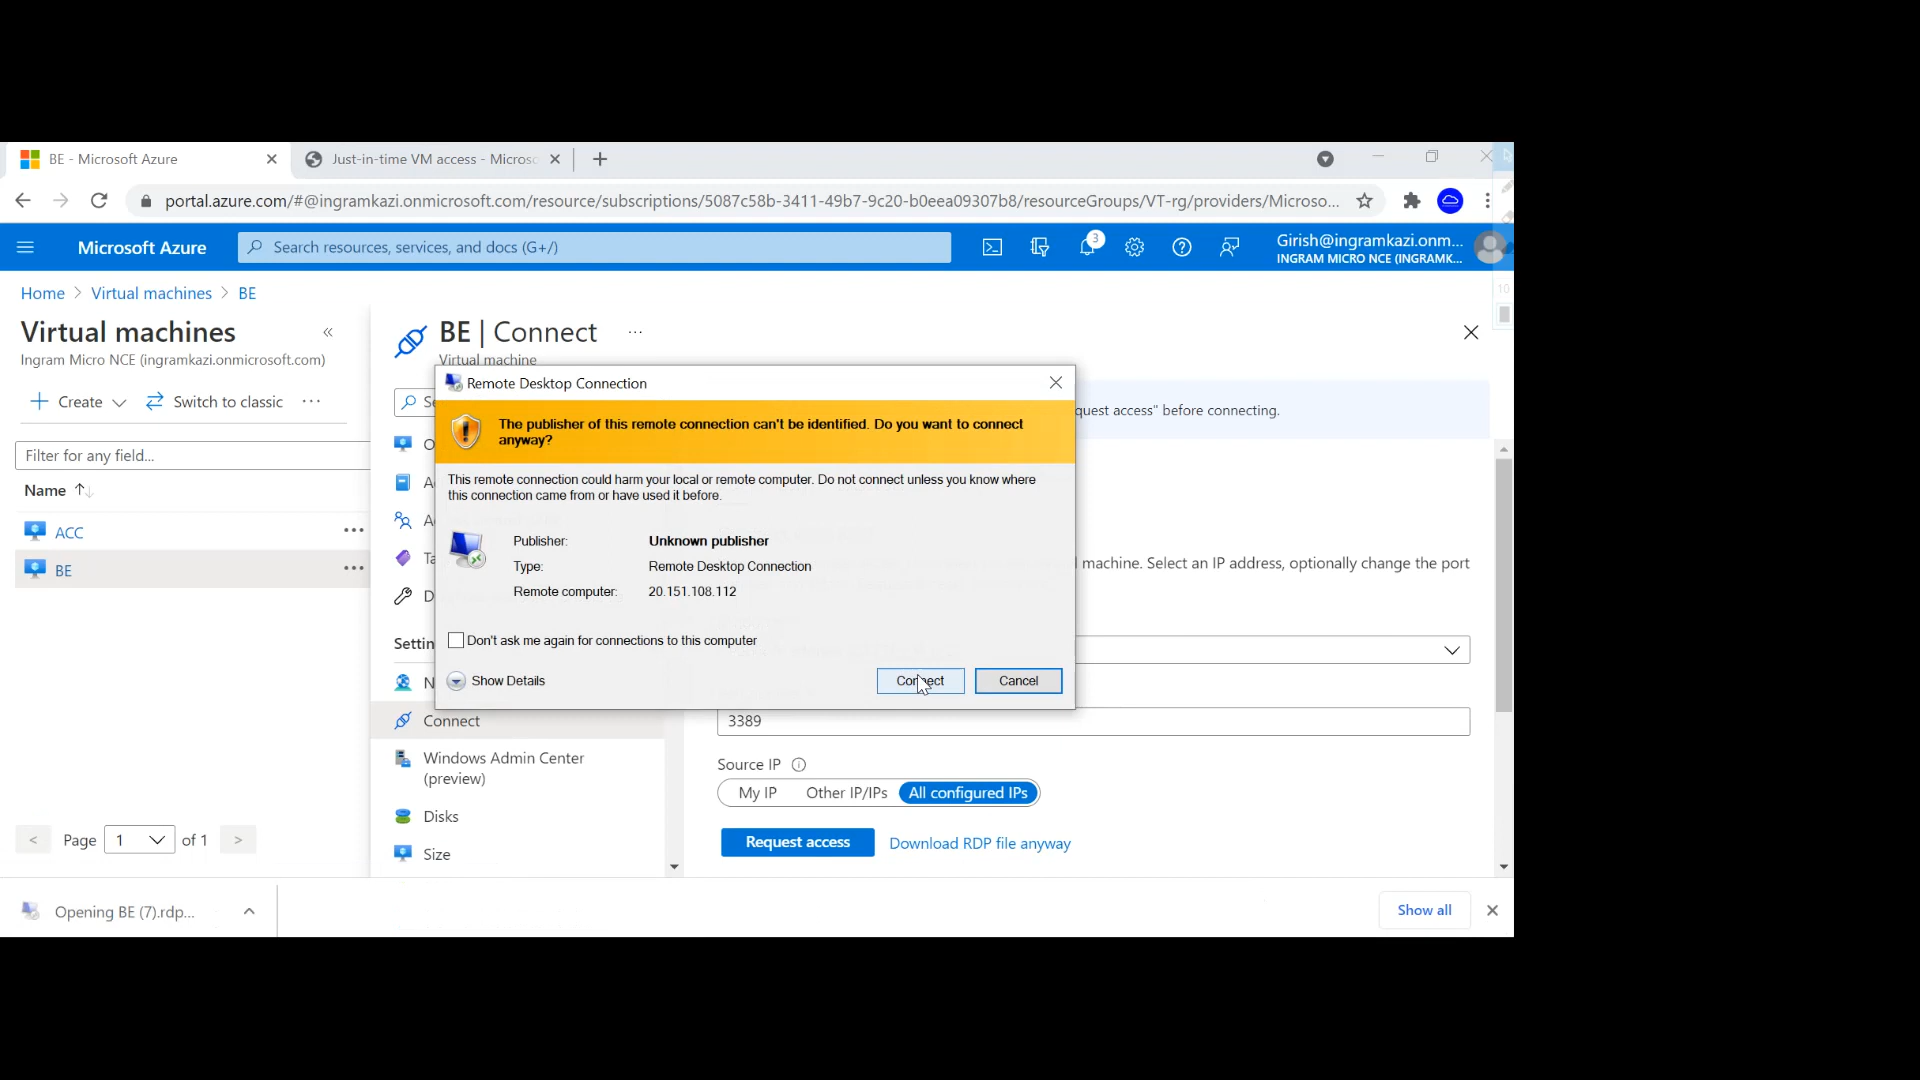 BE - Microsoft Azure
Just-in-time VM access - Micros
portal.azure.com/#@ingramkazi.onmicrosoft.com/resource/subscriptions/5087c58b-3411-49b7-9c20-b0eea09307b8/resourceGroups/VT-rg/providers/Microso...
Microsoft Azure
Search resources, services, and docs (G+/)
3
Girish@ingramkazi.onm...
INGRAM MICRO NCE (INGRAMK...
10
Home > Virtual machines > BE
Virtual machines
Ingram Micro NCE (ingramkazi.onmicrosoft.com)
Create
Switch to classic
Filter for any field...
Name
ACC
BE
< Page 1 of 1 >
BE | Connect
Virtual machine
quest access" before connecting.
machine. Select an IP address, optionally change the port
Remote Desktop Connection
The publisher of this remote connection can't be identified. Do you want to connect
anyway?
This remote connection could harm your local or remote computer. Do not connect unless you know where
this connection came from or have used it before.
Publisher: Unknown publisher
Type: Remote Desktop Connection
Remote computer: 20.151.108.112
Don't ask me again for connections to this computer
Show Details
Connect
Cancel
Settin
Connect
Windows Admin Center
(preview)
Disks
Size
3389
Source IP
My IP
Other IP/IPs
All configured IPs
Request access
Download RDP file anyway
Opening BE (7).rdp...
Show all